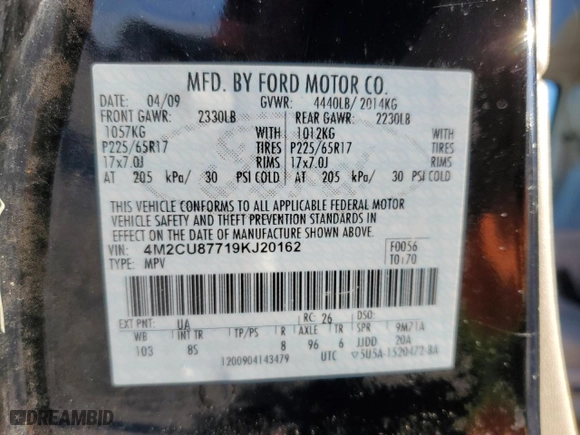 MFD. BY FORD MOTOR CO.
DATE: 04/09 GVWR: 4440LB/ 2014KG
FRONT GAWR: 2330LB REAR GAWR: 2230LB
1057KG WITH 1012KG WITH
P225/65R17 TIRES P225/65R17 TIRES
17x7.0J RIMS 17x7.0J RIMS
AT 205 kPa/ 30 PSI COLD AT 205 kPa/ 30 PSI COLD
THIS VEHICLE CONFORMS TO ALL APPLICABLE FEDERAL MOTOR
VEHICLE SAFETY AND THEFT PREVENTION STANDARDS IN
EFFECT ON THE DATE OF MANUFACTURE SHOWN ABOVE.
VIN: 4M2CU87719KJ20162 F0056
TYPE: MPV T0170
EXT PNT: UA RC: 26 DSO:
WB INT TR TP/PS R AXLE TR SPR 9M71A
103 8S 8 96 6 JJDD 20A
1200904143479 UTC 5U5A-1520472-BA
DREAMBID